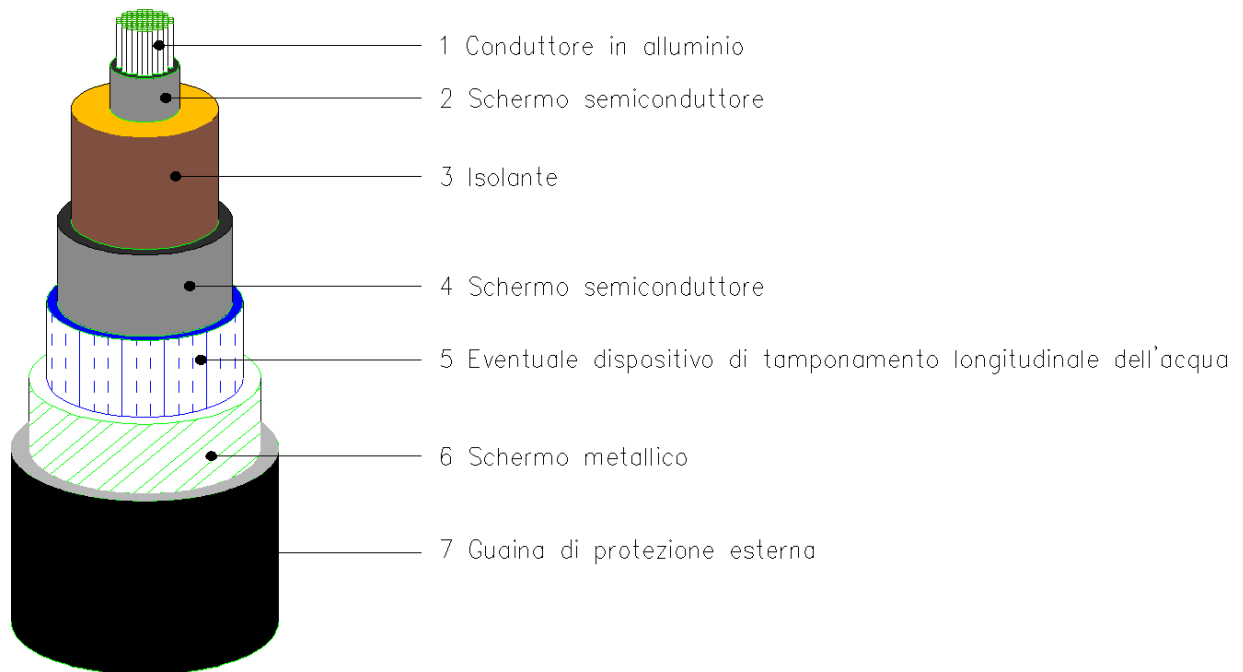 1 Conduttore in alluminio
2 Schermo semiconduttore
3 Isolante
4 Schermo semiconduttore
5 Eventuale dispositivo di tamponamento longitudinale dell'acqua
6 Schermo metallico
7 Guaina di protezione esterna